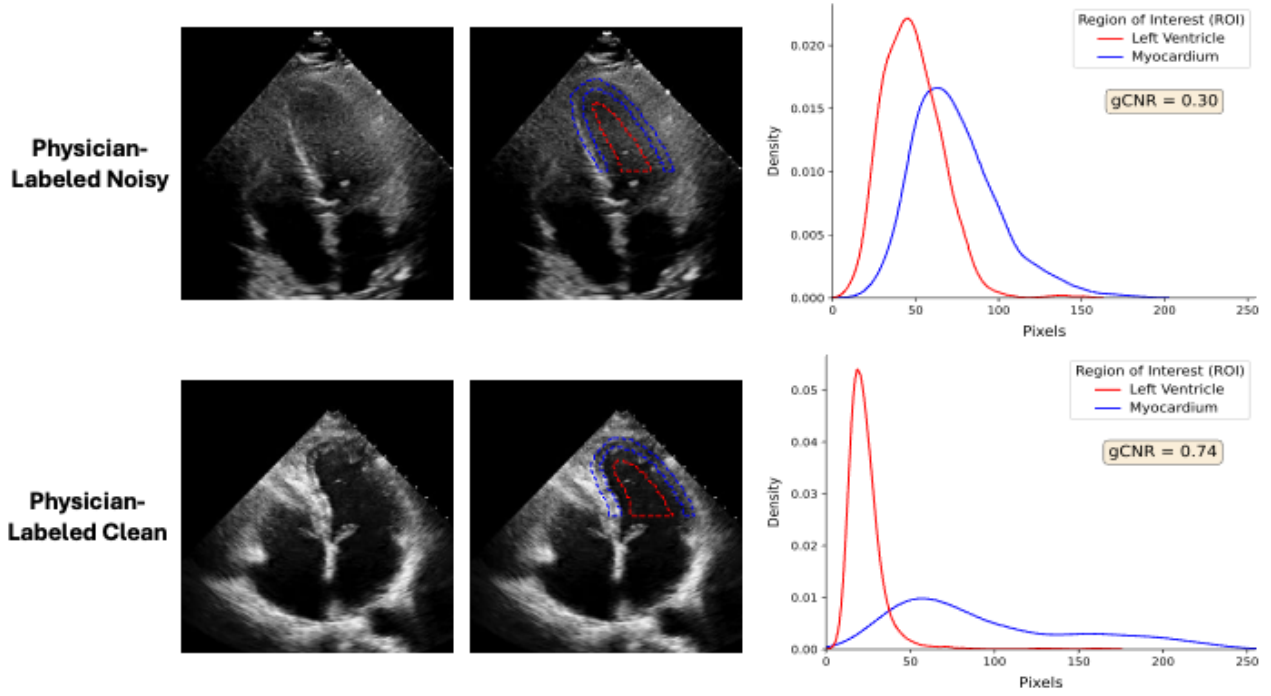 Physician-
Labeled Noisy
Region of Interest (ROI)
Left Ventricle
Myocardium
gCNR = 0.30
Density
0.020
0.015
0.010
0.005
0.000
0
50
100
150
200
250
Pixels
Physician-
Labeled Clean
Region of Interest (ROI)
Left Ventricle
Myocardium
gCNR = 0.74
Density
0.05
0.04
0.03
0.02
0.01
0.00
0
50
100
150
200
250
Pixels